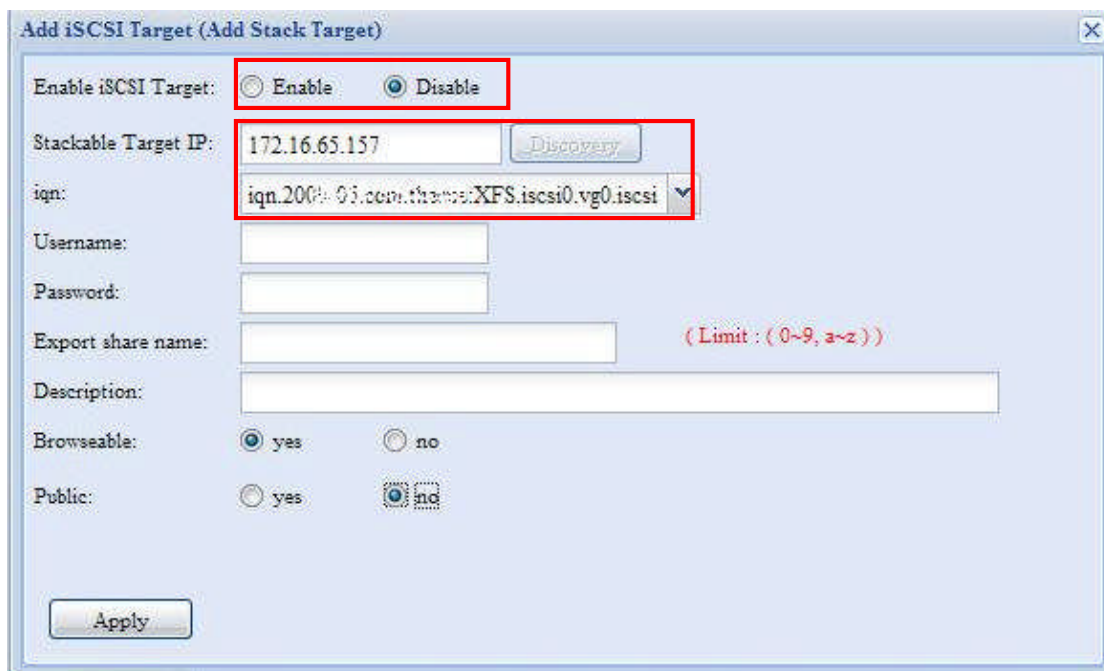 Add iSCSI Target (Add Stack Target)
Enable iSCSI Target: Enable Disable
Stackable Target IP: 172.16.65.157 Discovery
iqn:
Username:
Password:
Export share name: ( Limit : ( 0~9, a~z ) )
Description:
Browseable: yes no
Public: yes no
Apply